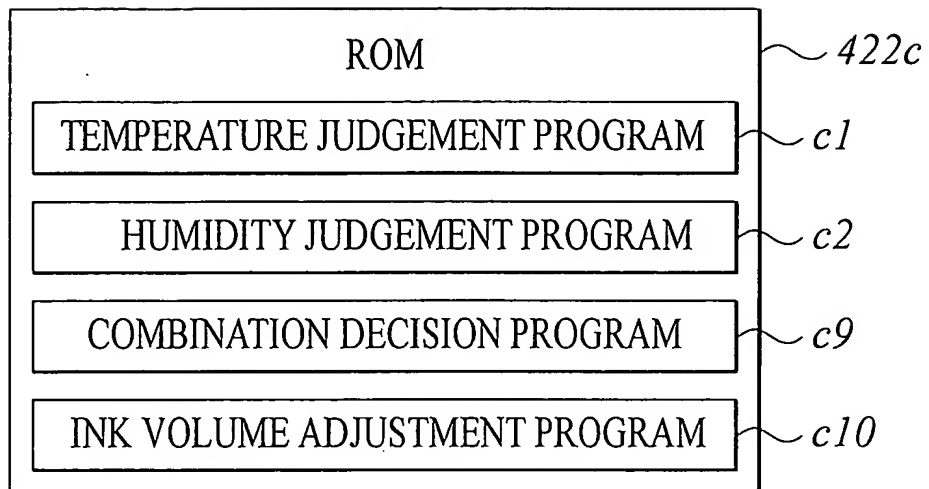 ROM 422c
TEMPERATURE JUDGEMENT PROGRAM c1
HUMIDITY JUDGEMENT PROGRAM c2
COMBINATION DECISION PROGRAM c9
INK VOLUME ADJUSTMENT PROGRAM c10